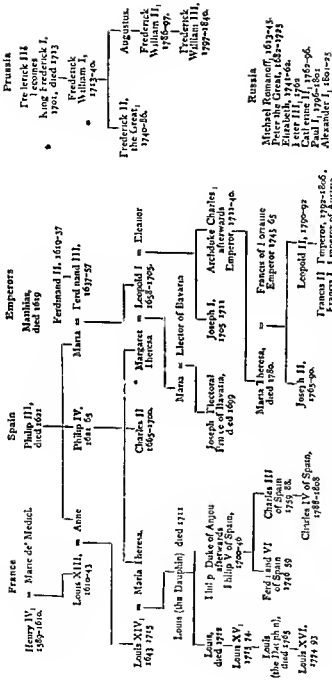 France
Henry IV,
1589-1610.
= Marie de' Medici.
Louis XIII,
1610-43
= Anne
Louis XIV,
1643 1715
= Maria Theresa.
Louis (the Dauphin) died 1711
Louis,
died 1712
Philip Duke of Anjou
afterwards
Philip V of Spain,
1700-46
Louis XV,
1715 74
Ferdinand VI
of Spain
1746 59
Charles III
of Spain
1759 88.
Louis
(the Dauphin),
died 1765
Charles IV of Spain,
1788-1808
Louis XVI,
1774 93
Spain
Philip III,
died 1621
Philip IV,
1621 65
Charles II
1665-1700.
Margaret
Theresa
Maria = Elector of Bavaria
Joseph Electoral
Prince of Bavaria,
died 1699
Emperors
Matthias,
died 1619
Ferdinand II, 1619-37
Maria = Ferdinand III,
1637-57
= Leopold I
1658-1705.
= Eleanor
Joseph I,
1705 1711
Archduke Charles,
afterwards
Emperor, 1711-40.
Maria Theresa,
died 1780.
= Francis of Lorraine
Emperor 1745 65
Joseph II,
1765-90.
Leopold II, 1790-92
Francis II Emperor, 1792-1806,
Prussia
Frederick III
becomes
King Frederick I,
1701, died 1713
Frederick
William I,
1713-40.
Frederick II,
the Great,
1740-86.
Augustus.
Frederick
William II,
1786-97.
Frederick
William III,
1797-1840.
Russia
Michael Romanoff, 1613-45.
Peter the Great, 1682-1725
Elizabeth, 1741-62.
Peter III, 1762
Catherine II, 1762-96.
Paul I, 1796-1801
Alexander I, 1801-25